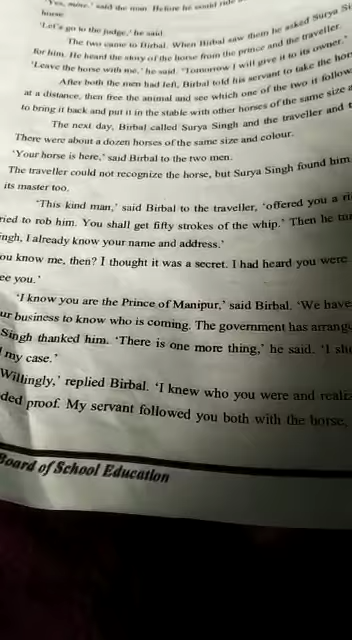 'Yes, more,' said the man. Before he would ride
horse.
'Let's go to the judge,' he said.
The two came to Birbal. When Birbal saw them he asked Surya Si
for him. He heard the story of the horse from the prince and the traveller.
'Leave the horse with me,' he said. 'Tomorrow I will give it to its owner.'
After both the men had left, Birbal told his servant to take the hor
at a distance, then free the animal and see which one of the two it follow
to bring it back and put it in the stable with other horses of the same size a
The next day, Birbal called Surya Singh and the traveller and t
There were about a dozen horses of the same size and colour.
'Your horse is here,' said Birbal to the two men.
The traveller could not recognize the horse, but Surya Singh found him
its master too.
'This kind man,' said Birbal to the traveller, 'offered you a ri
ried to rob him. You shall get fifty strokes of the whip.' Then he tu
ingh, I already know your name and address.'
ou know me, then? I thought it was a secret. I had heard you were
ee you.'
'I know you are the Prince of Manipur,' said Birbal. 'We have
ur business to know who is coming. The government has arrang
Singh thanked him. 'There is one more thing,' he said. 'I sh
my case.'
Willingly,' replied Birbal. 'I knew who you were and realiz
ded proof. My servant followed you both with the horse,
Board of School Education